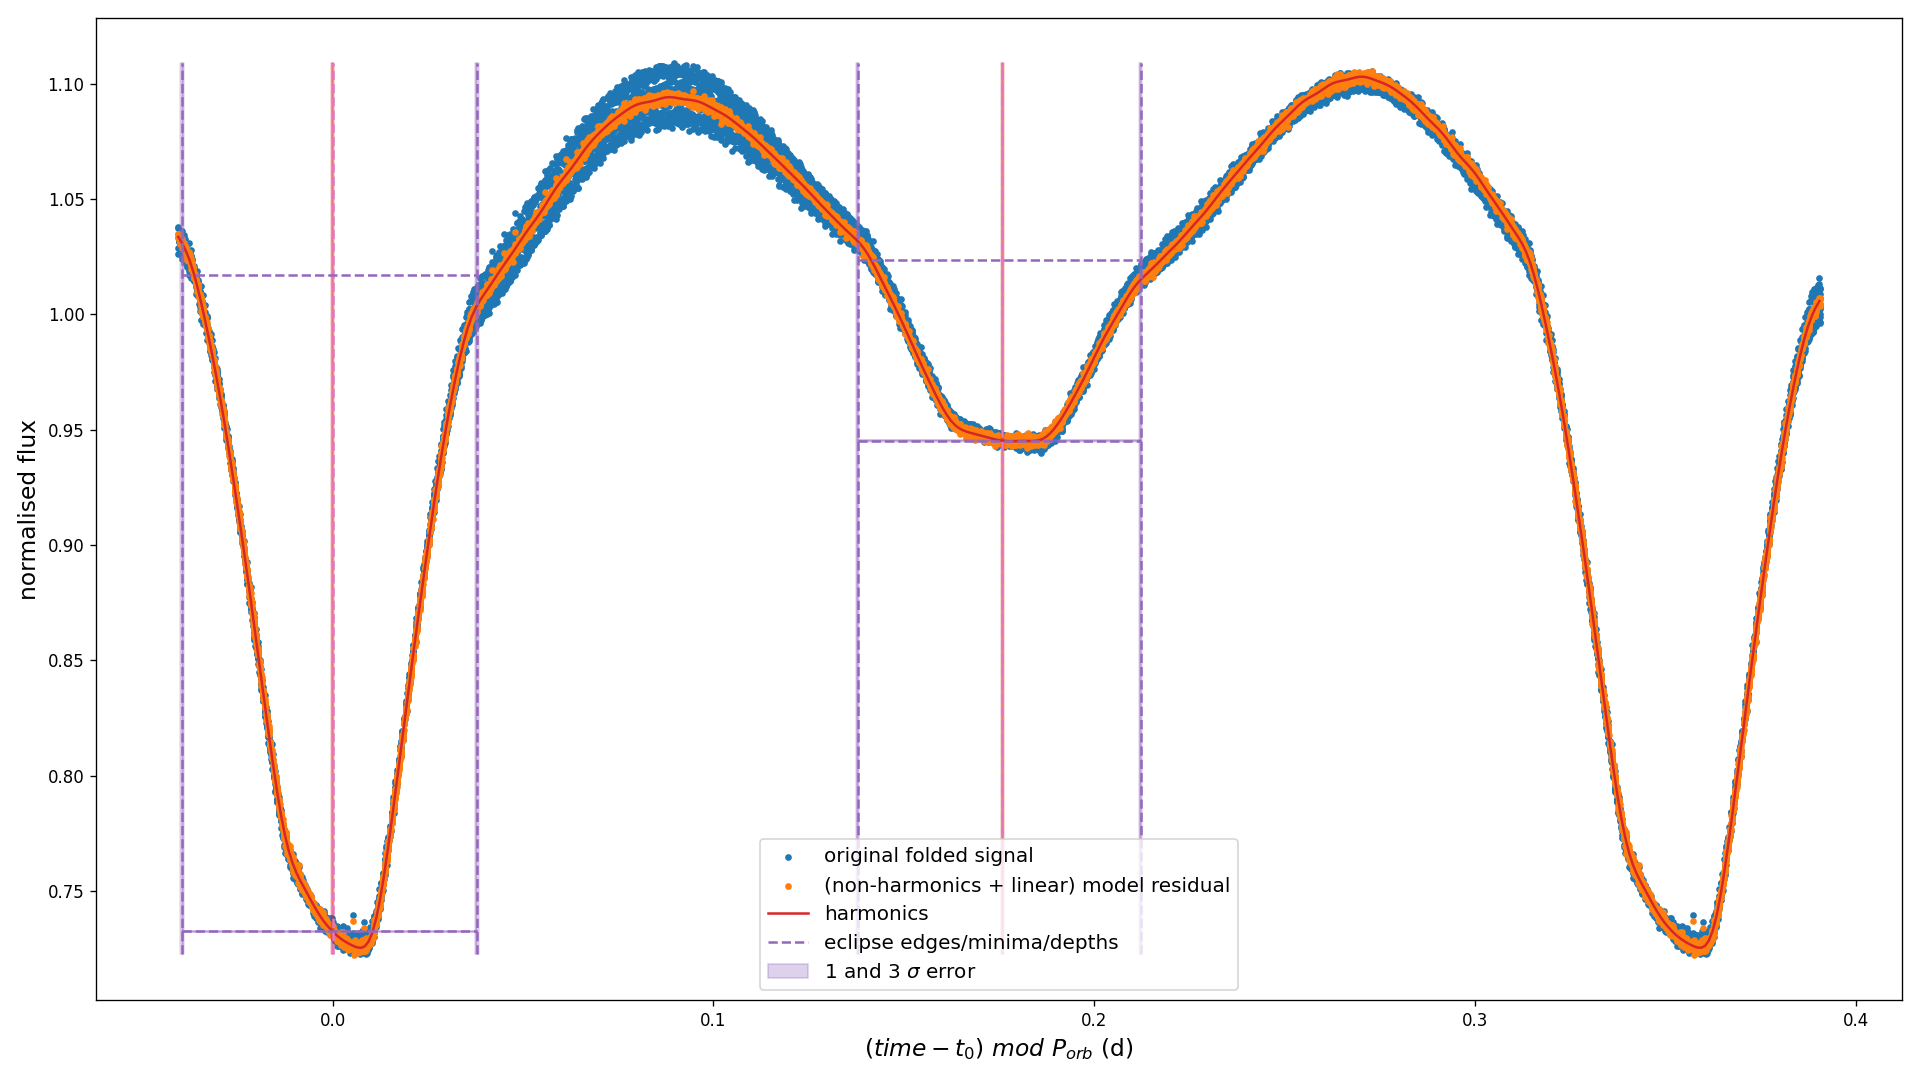 normalised flux
1.10
1.05
1.00
0.95
0.90
0.85
0.80
0.75
original folded signal
(non-harmonics + linear) model residual
harmonics
eclipse edges/minima/depths
1 and 3 σ error
0.0 0.1 0.2 0.3 0.4
(time − t₀) mod Pₒᵣb (d)